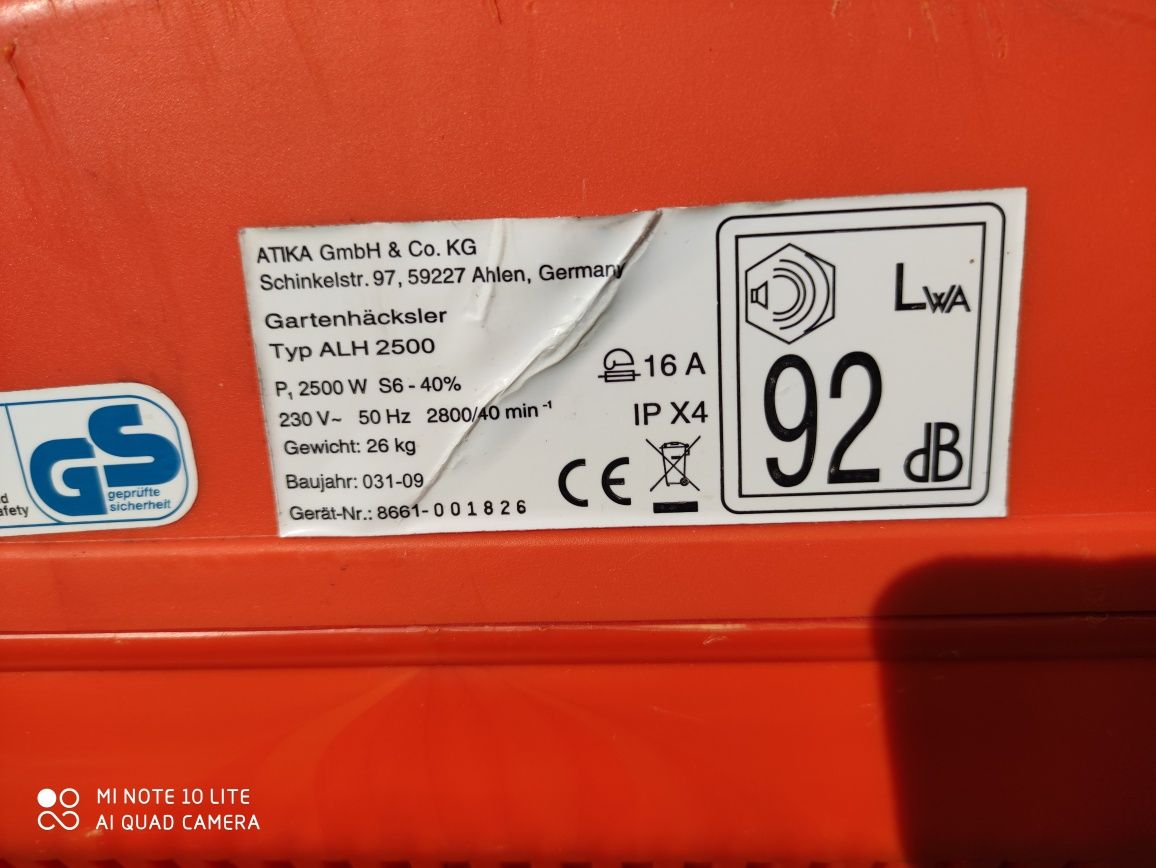 ATIKA GmbH & Co. KG
Schinkelstr. 97, 59227 Ahlen, Germany
Gartenhäcksler
Typ ALH 2500
P₁ 2500 W S6 - 40%
230 V~ 50 Hz 2800/40 min⁻¹
Gewicht: 26 kg
Baujahr: 031-09
Gerät-Nr.: 8661-001826
16 A
IP X4
CE
LWA
92
dB
GS
geprüfte
sicherheit
MI NOTE 10 LITE
AI QUAD CAMERA